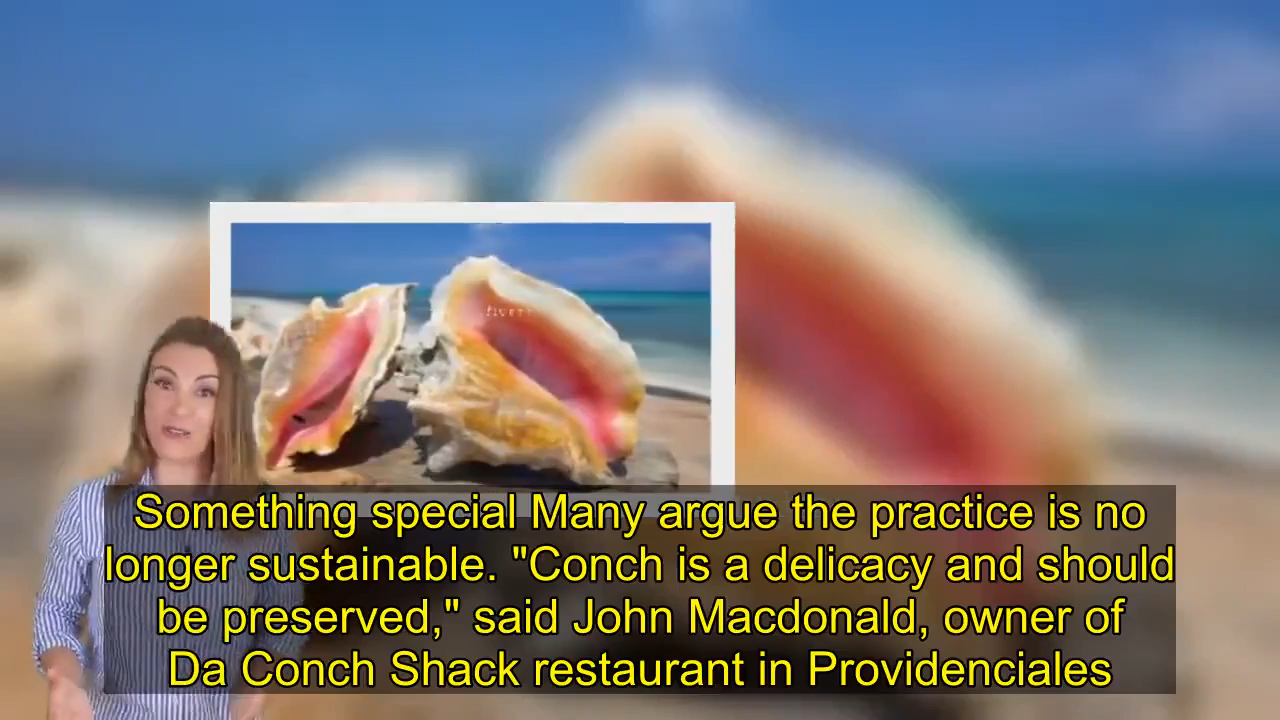 Something special Many argue the practice is no
longer sustainable. "Conch is a delicacy and should
be preserved," said John Macdonald, owner of
Da Conch Shack restaurant in Providenciales